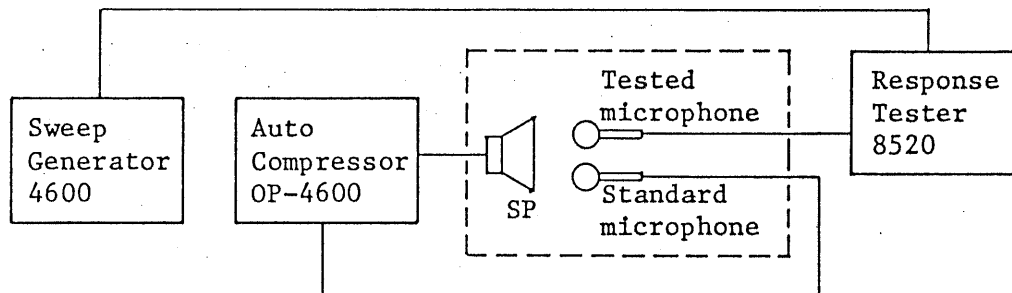 Sweep
Generator
4600
Auto
Compressor
OP-4600
SP
Tested
microphone
Standard
microphone
Response
Tester
8520